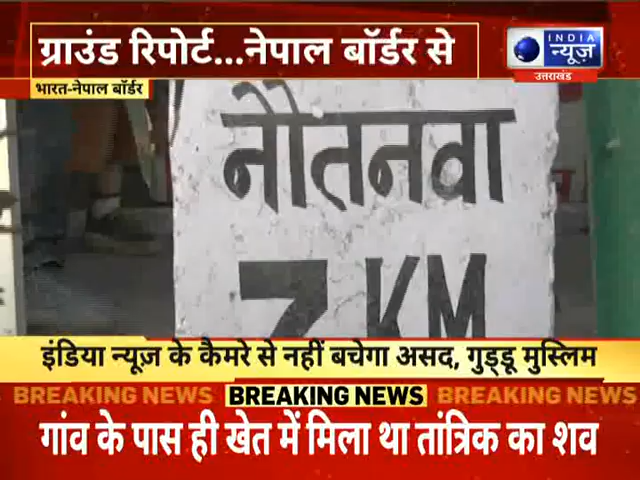 ग्राउंड रिपोर्ट...नेपाल बॉर्डर से
INDIA
न्यूज़
उत्तराखंड
भारत-नेपाल बॉर्डर
नौतनवा
7 KM
इंडिया न्यूज़ के कैमरे से नहीं बचेगा असद, गुड्डू मुस्लिम
BREAKING NEWS BREAKING NEWS BREAKING NEWS
गांव के पास ही खेत में मिला था तांत्रिक का शव